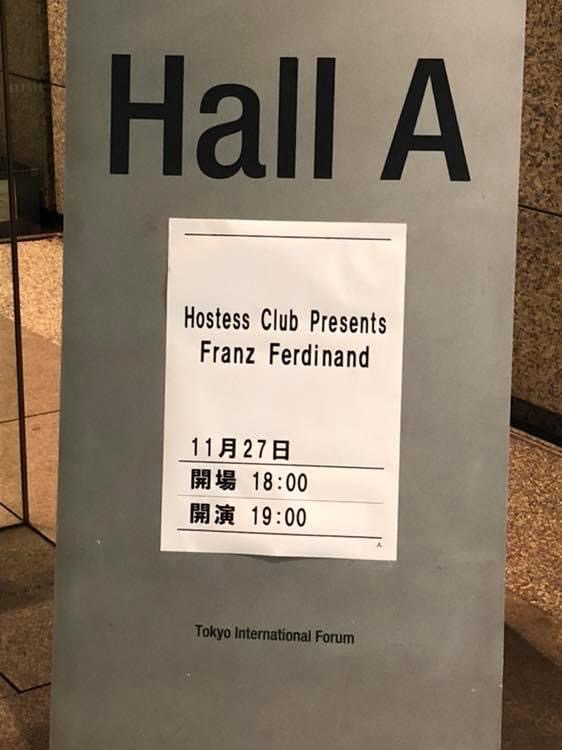 Hall A
Hostess Club Presents
Franz Ferdinand
11月27日
開場 18:00
開演 19:00
A
Tokyo International Forum